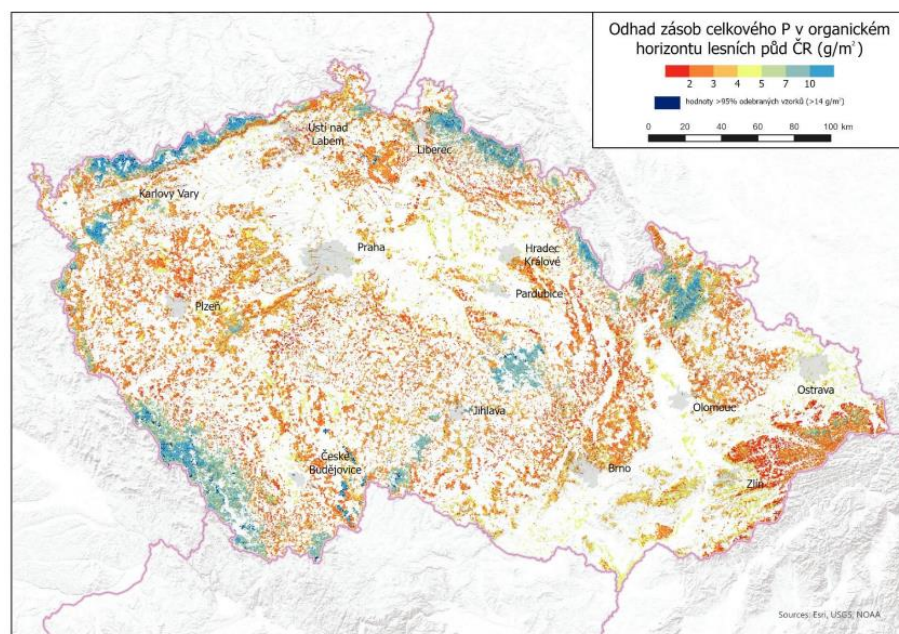 Odhad zásob celkového P v organickém
horizontu lesních půd ČR (g/m²)
2 3 4 5 7 10
hodnoty >95% odebraných vzorků (>14 g/m²)
0 20 40 60 80 100 km
Ústí nad
Labem
Liberec
Karlovy Vary
Praha
Hradec
Králové
Pardubice
Plzeň
Ostrava
Olomouc
Jihlava
České
Budějovice
Brno
Zlín
Sources: Esri, USGS, NOAA